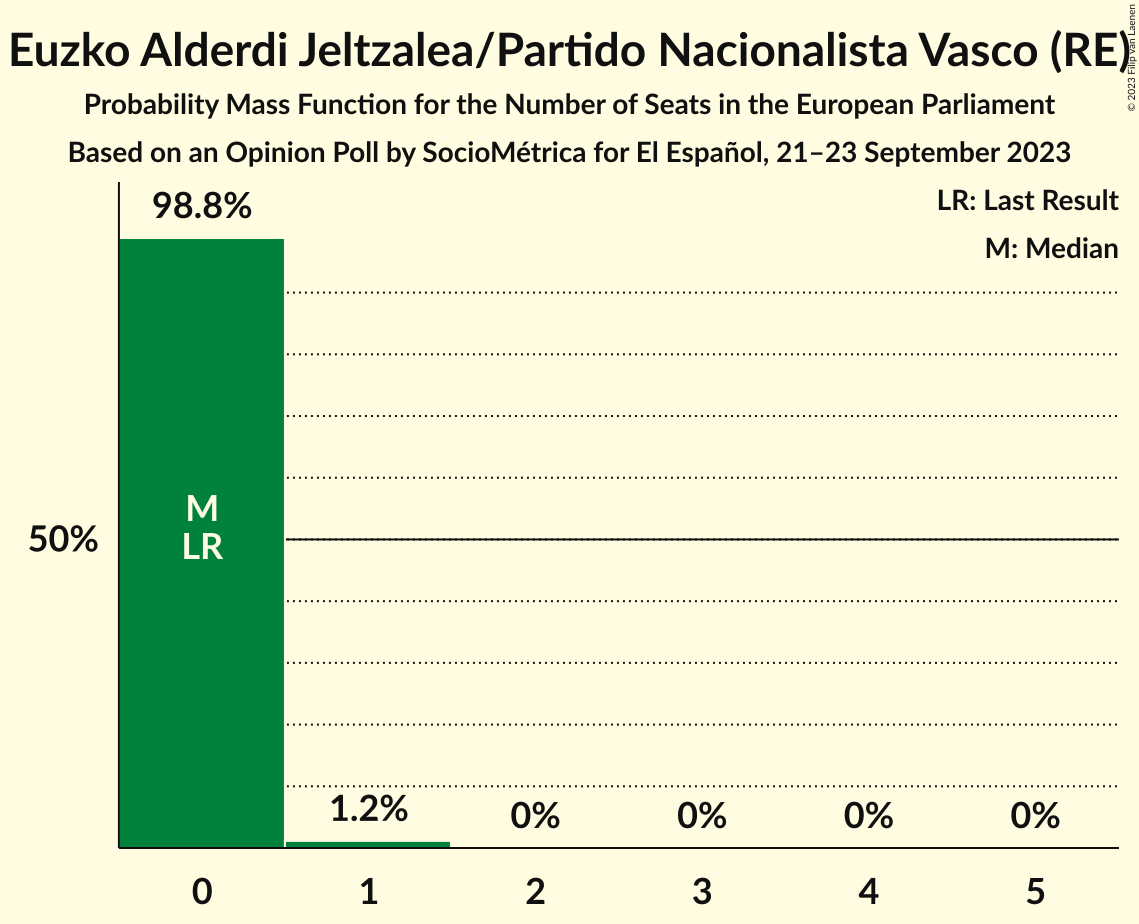 Euzko Alderdi Jeltzalea/Partido Nacionalista Vasco (RE)
© 2023 Filip van Laenen
Probability Mass Function for the Number of Seats in the European Parliament
Based on an Opinion Poll by SocioMétrica for El Español, 21–23 September 2023
LR: Last Result
M: Median
98.8%
M
LR
50%
1.2%
0%
0%
0%
0%
0
1
2
3
4
5